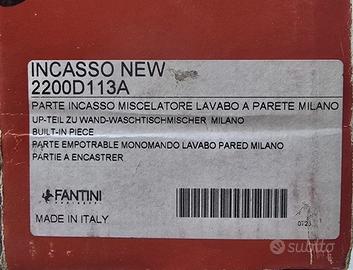 INCASSO NEW
2200D113A
PARTE INCASSO MISCELATORE LAVABO A PARETE MILANO
UP-TEIL ZU WAND-WASCHTISCHMISCHER MILANO
BUILT-IN PIECE
PARTE EMPOTRABLE MONOMANDO LAVABO PARED MILANO
PARTIE A ENCASTRER
FANTINI
MADE IN ITALY
subito